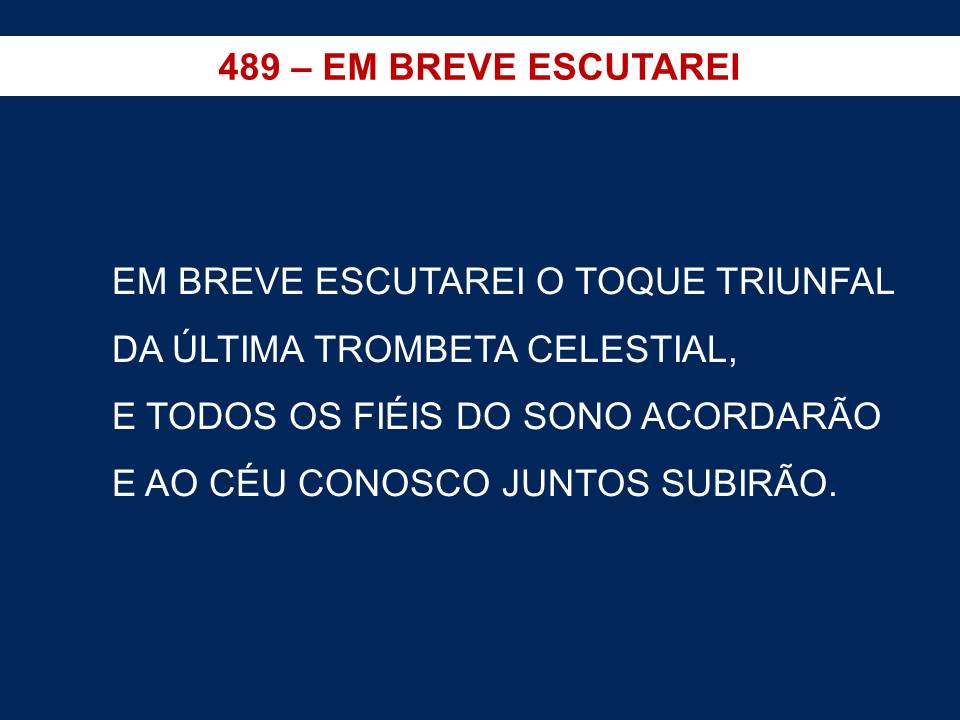 489 – EM BREVE ESCUTAREI
EM BREVE ESCUTAREI O TOQUE TRIUNFAL
DA ÚLTIMA TROMBETA CELESTIAL,
E TODOS OS FIÉIS DO SONO ACORDARÃO
E AO CÉU CONOSCO JUNTOS SUBIRÃO.